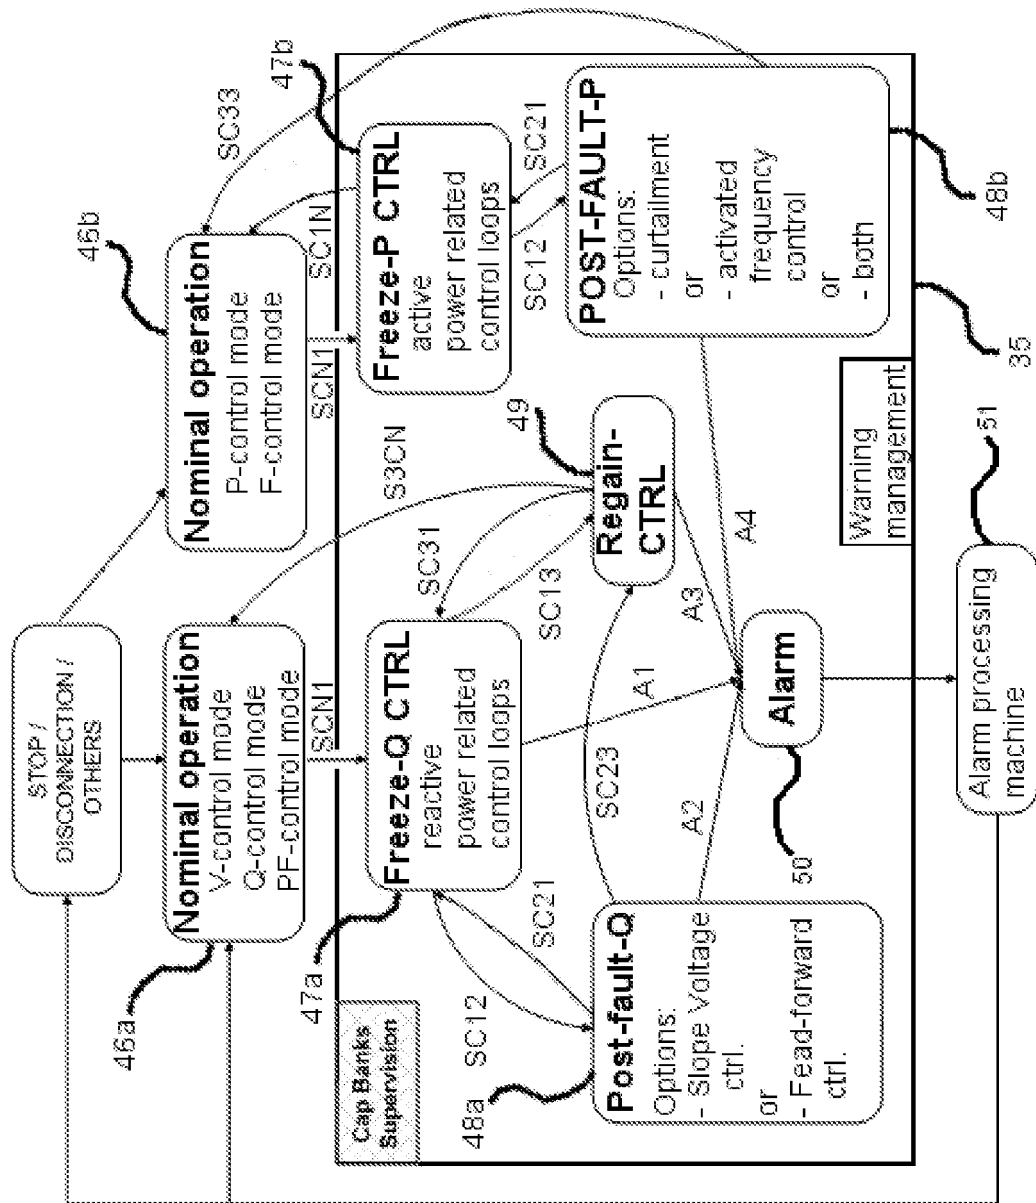 STOP /
DISCONNECTION /
OTHERS
46a
Nominal operation
V-control mode
Q-control mode
PF-control mode
46b
Nominal operation
P-control mode
F-control mode
SCN1
S3CN
SCN1
SC1N
SC33
Cap Banks
Supervision
47a
Freeze-Q CTRL
reactive
power related
control loops
47b
Freeze-P CTRL
active
power related
control loops
SC12
SC21
SC31
SC13
SC12
SC21
49
Regain-
CTRL
SC23
48a
Post-fault-Q
Options:
- Slope Voltage
ctrl.
or
- Fead-forward
ctrl.
POST-FAULT-P
Options:
- curtailment
or
- activated
frequency
control
or
- both
48b
A1
A2
A3
A4
50
Alarm
Warning
management
35
51
Alarm processing
machine